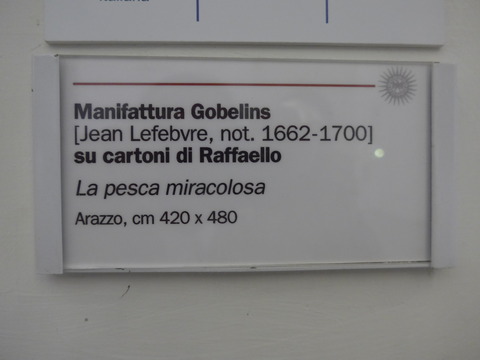 Manifattura Gobelins
[Jean Lefebvre, not. 1662-1700]
su cartoni di Raffaello
La pesca miracolosa
Arazzo, cm 420 x 480